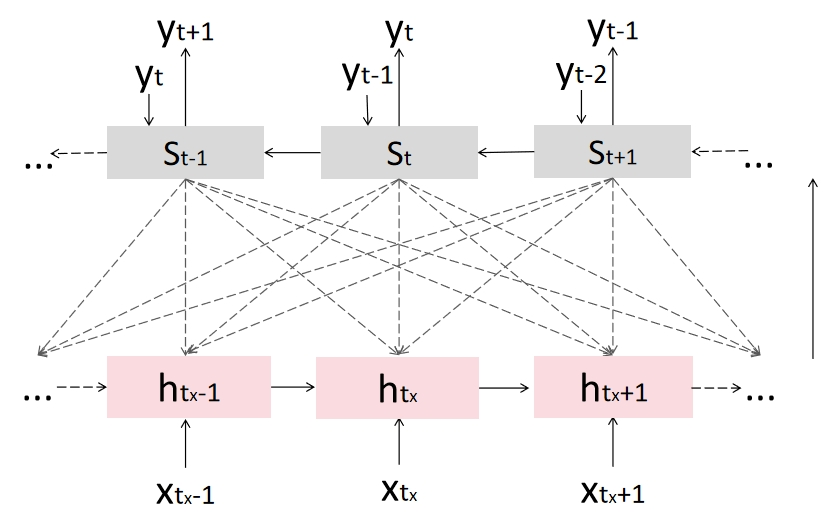 yt+1 yt yt-1
yt yt-1 yt-2
... St-1 St St+1 ...
... htx-1 htx htx+1 ...
xtx-1 xtx xtx+1